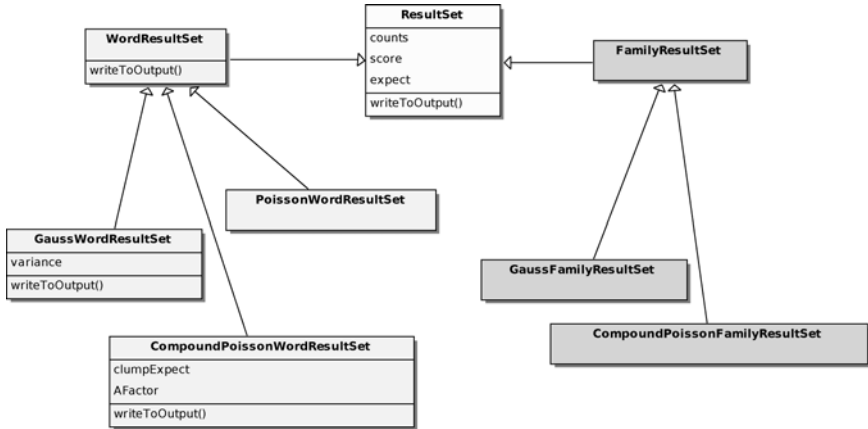 WordResultSet
writeToOutput()
ResultSet
counts
score
expect
writeToOutput()
FamilyResultSet
PoissonWordResultSet
GaussWordResultSet
variance
writeToOutput()
GaussFamilyResultSet
CompoundPoissonWordResultSet
clumpExpect
AFactor
writeToOutput()
CompoundPoissonFamilyResultSet